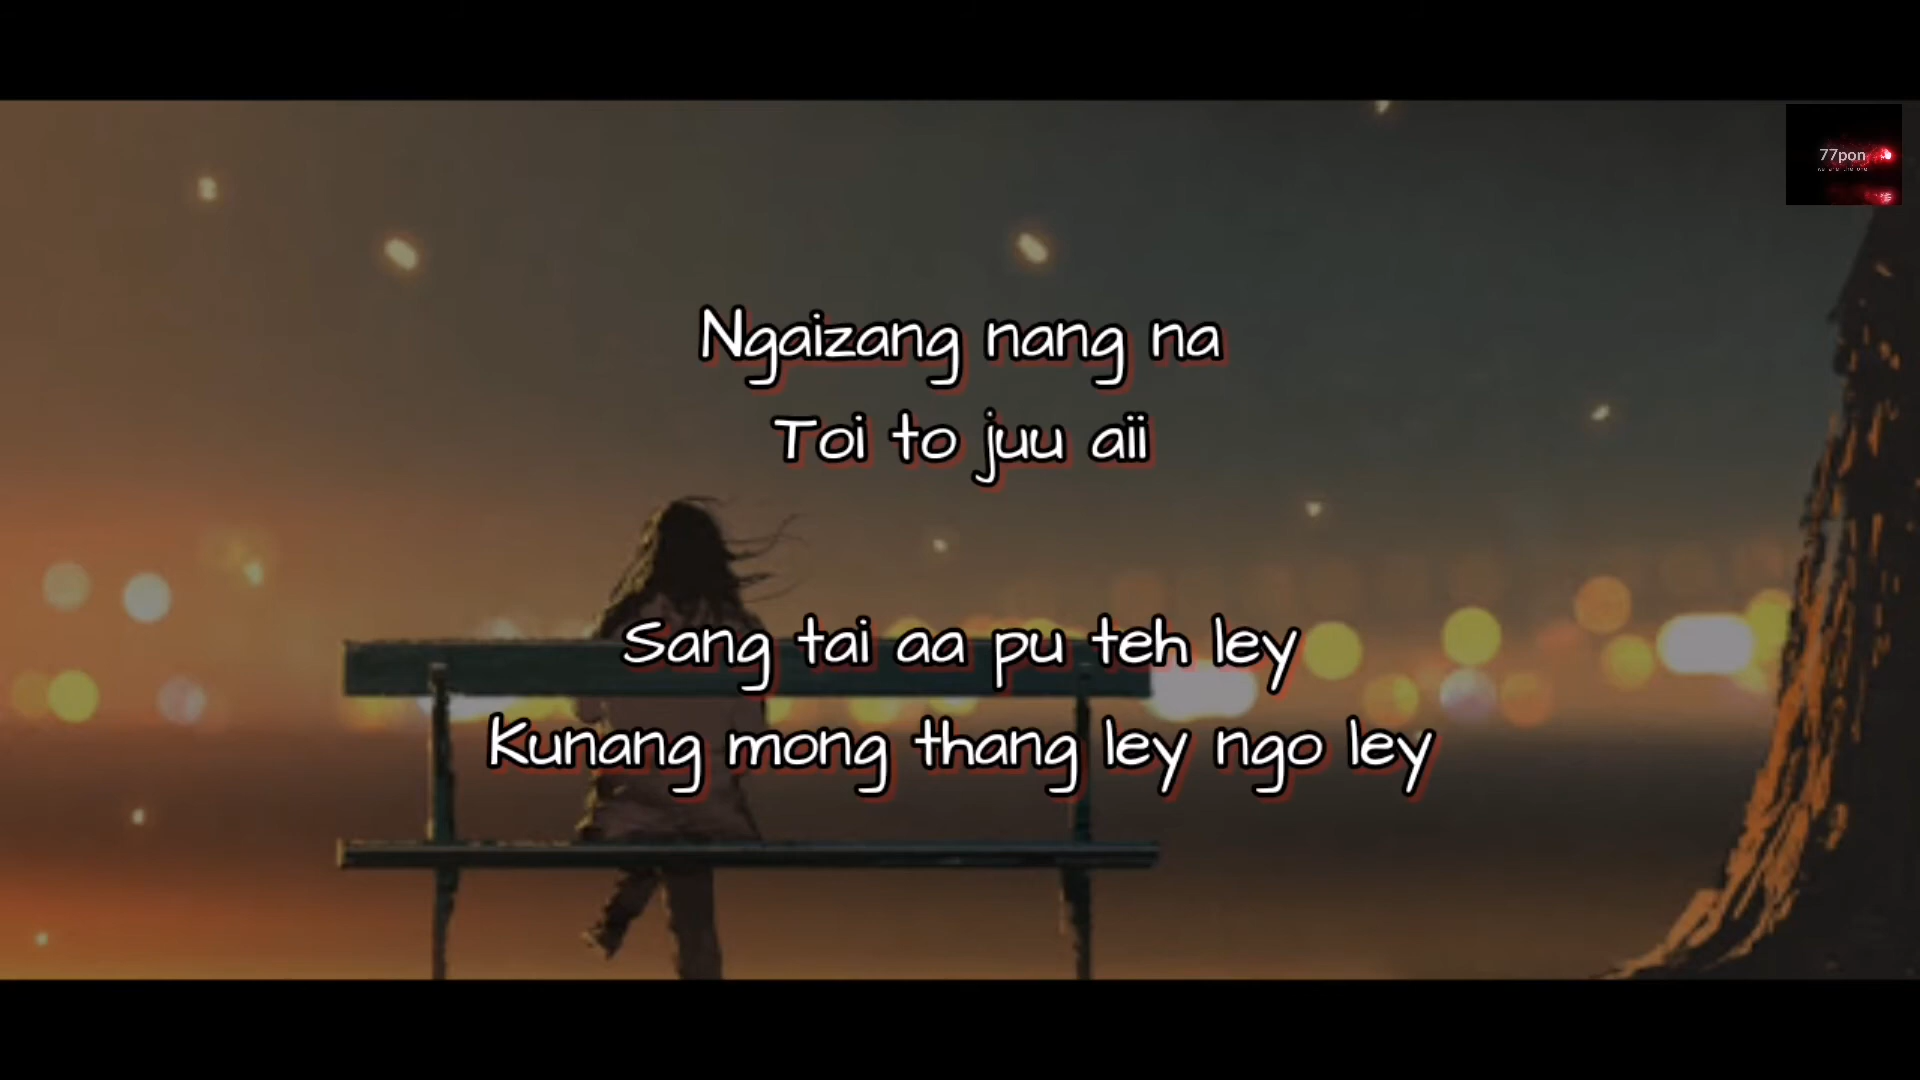 77pon
Ngaizang nang na
Toi to juu aii
Sang tai aa pu teh ley
Kunang mong thang ley ngo ley